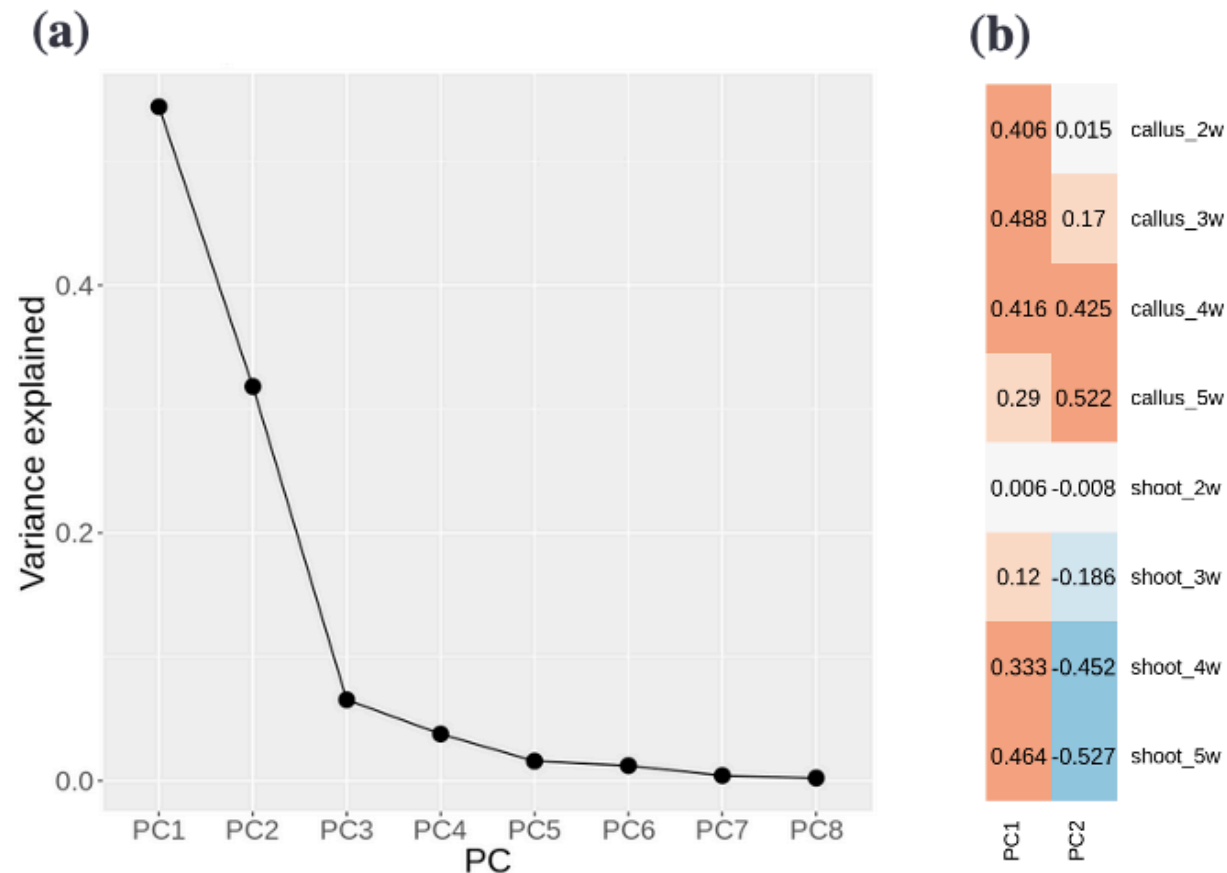 (a)
Variance explained
0.4
0.2
0.0
PC1 PC2 PC3 PC4 PC5 PC6 PC7 PC8
PC
(b)
0.406 0.015 callus_2w
0.488 0.17 callus_3w
0.416 0.425 callus_4w
0.29 0.522 callus_5w
0.006 -0.008 shoot_2w
0.12 -0.186 shoot_3w
0.333 -0.452 shoot_4w
0.464 -0.527 shoot_5w
PC1 PC2